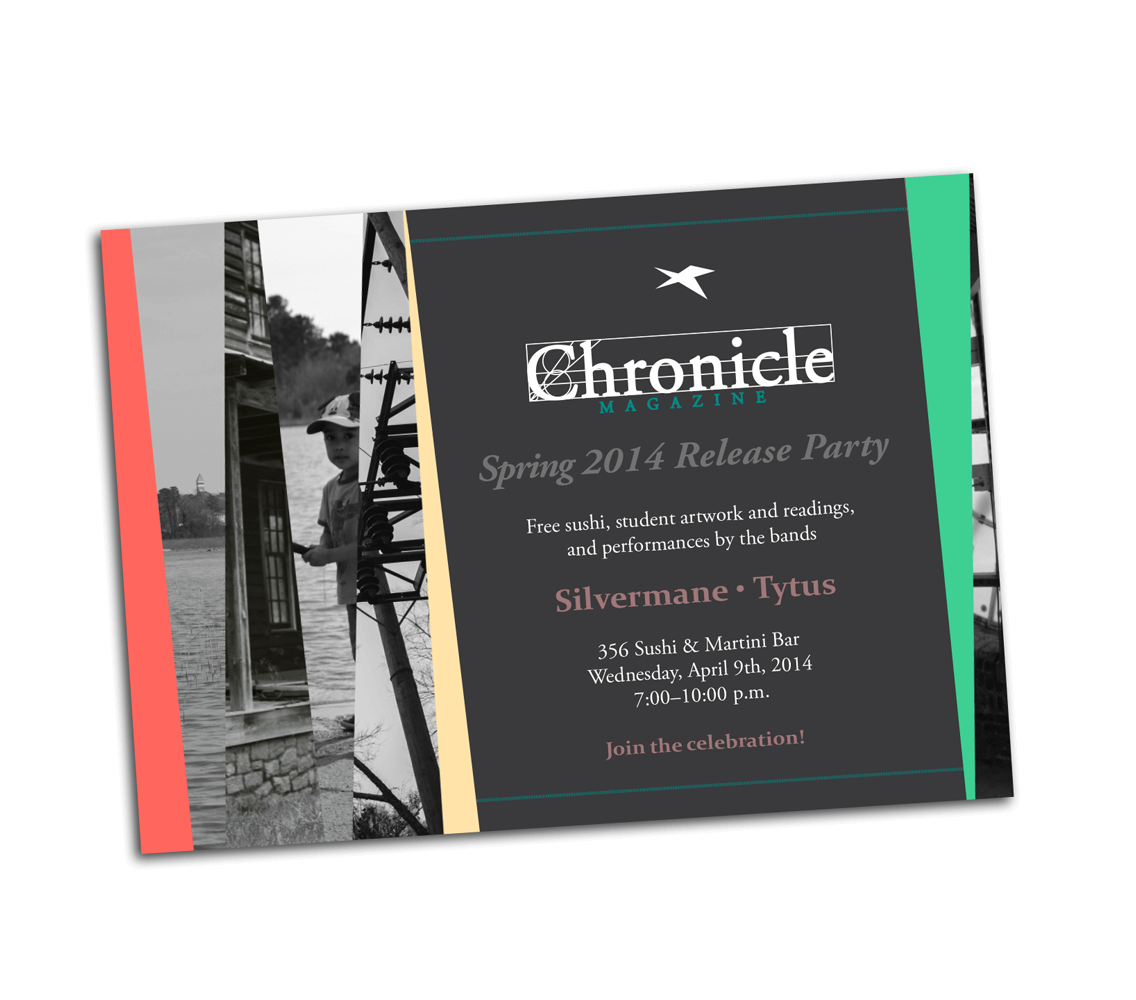 Chronicle
MAGAZINE
Spring 2014 Release Party
Free sushi, student artwork and readings,
and performances by the bands
Silvermane • Tytus
356 Sushi & Martini Bar
Wednesday, April 9th, 2014
7:00–10:00 p.m.
Join the celebration!